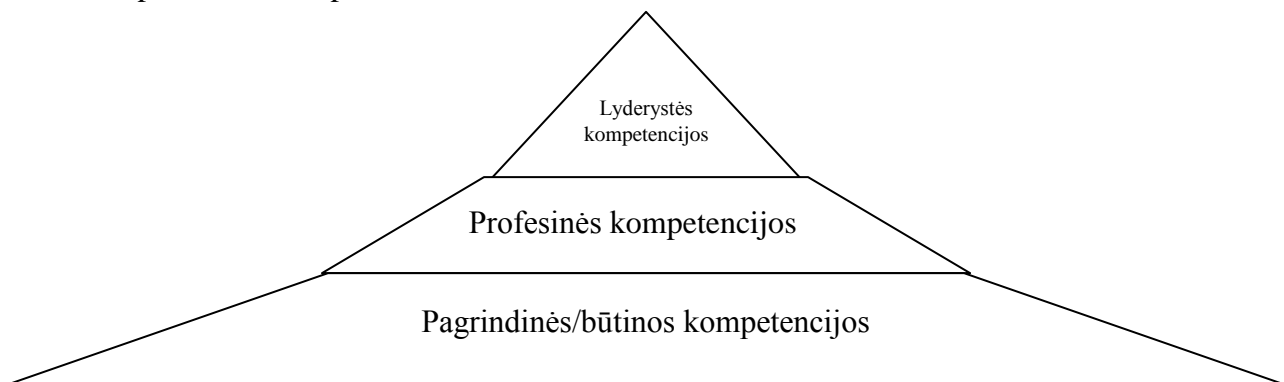 Lyderystės
kompetencijos
Profesinės kompetencijos
Pagrindinės/būtinos kompetencijos